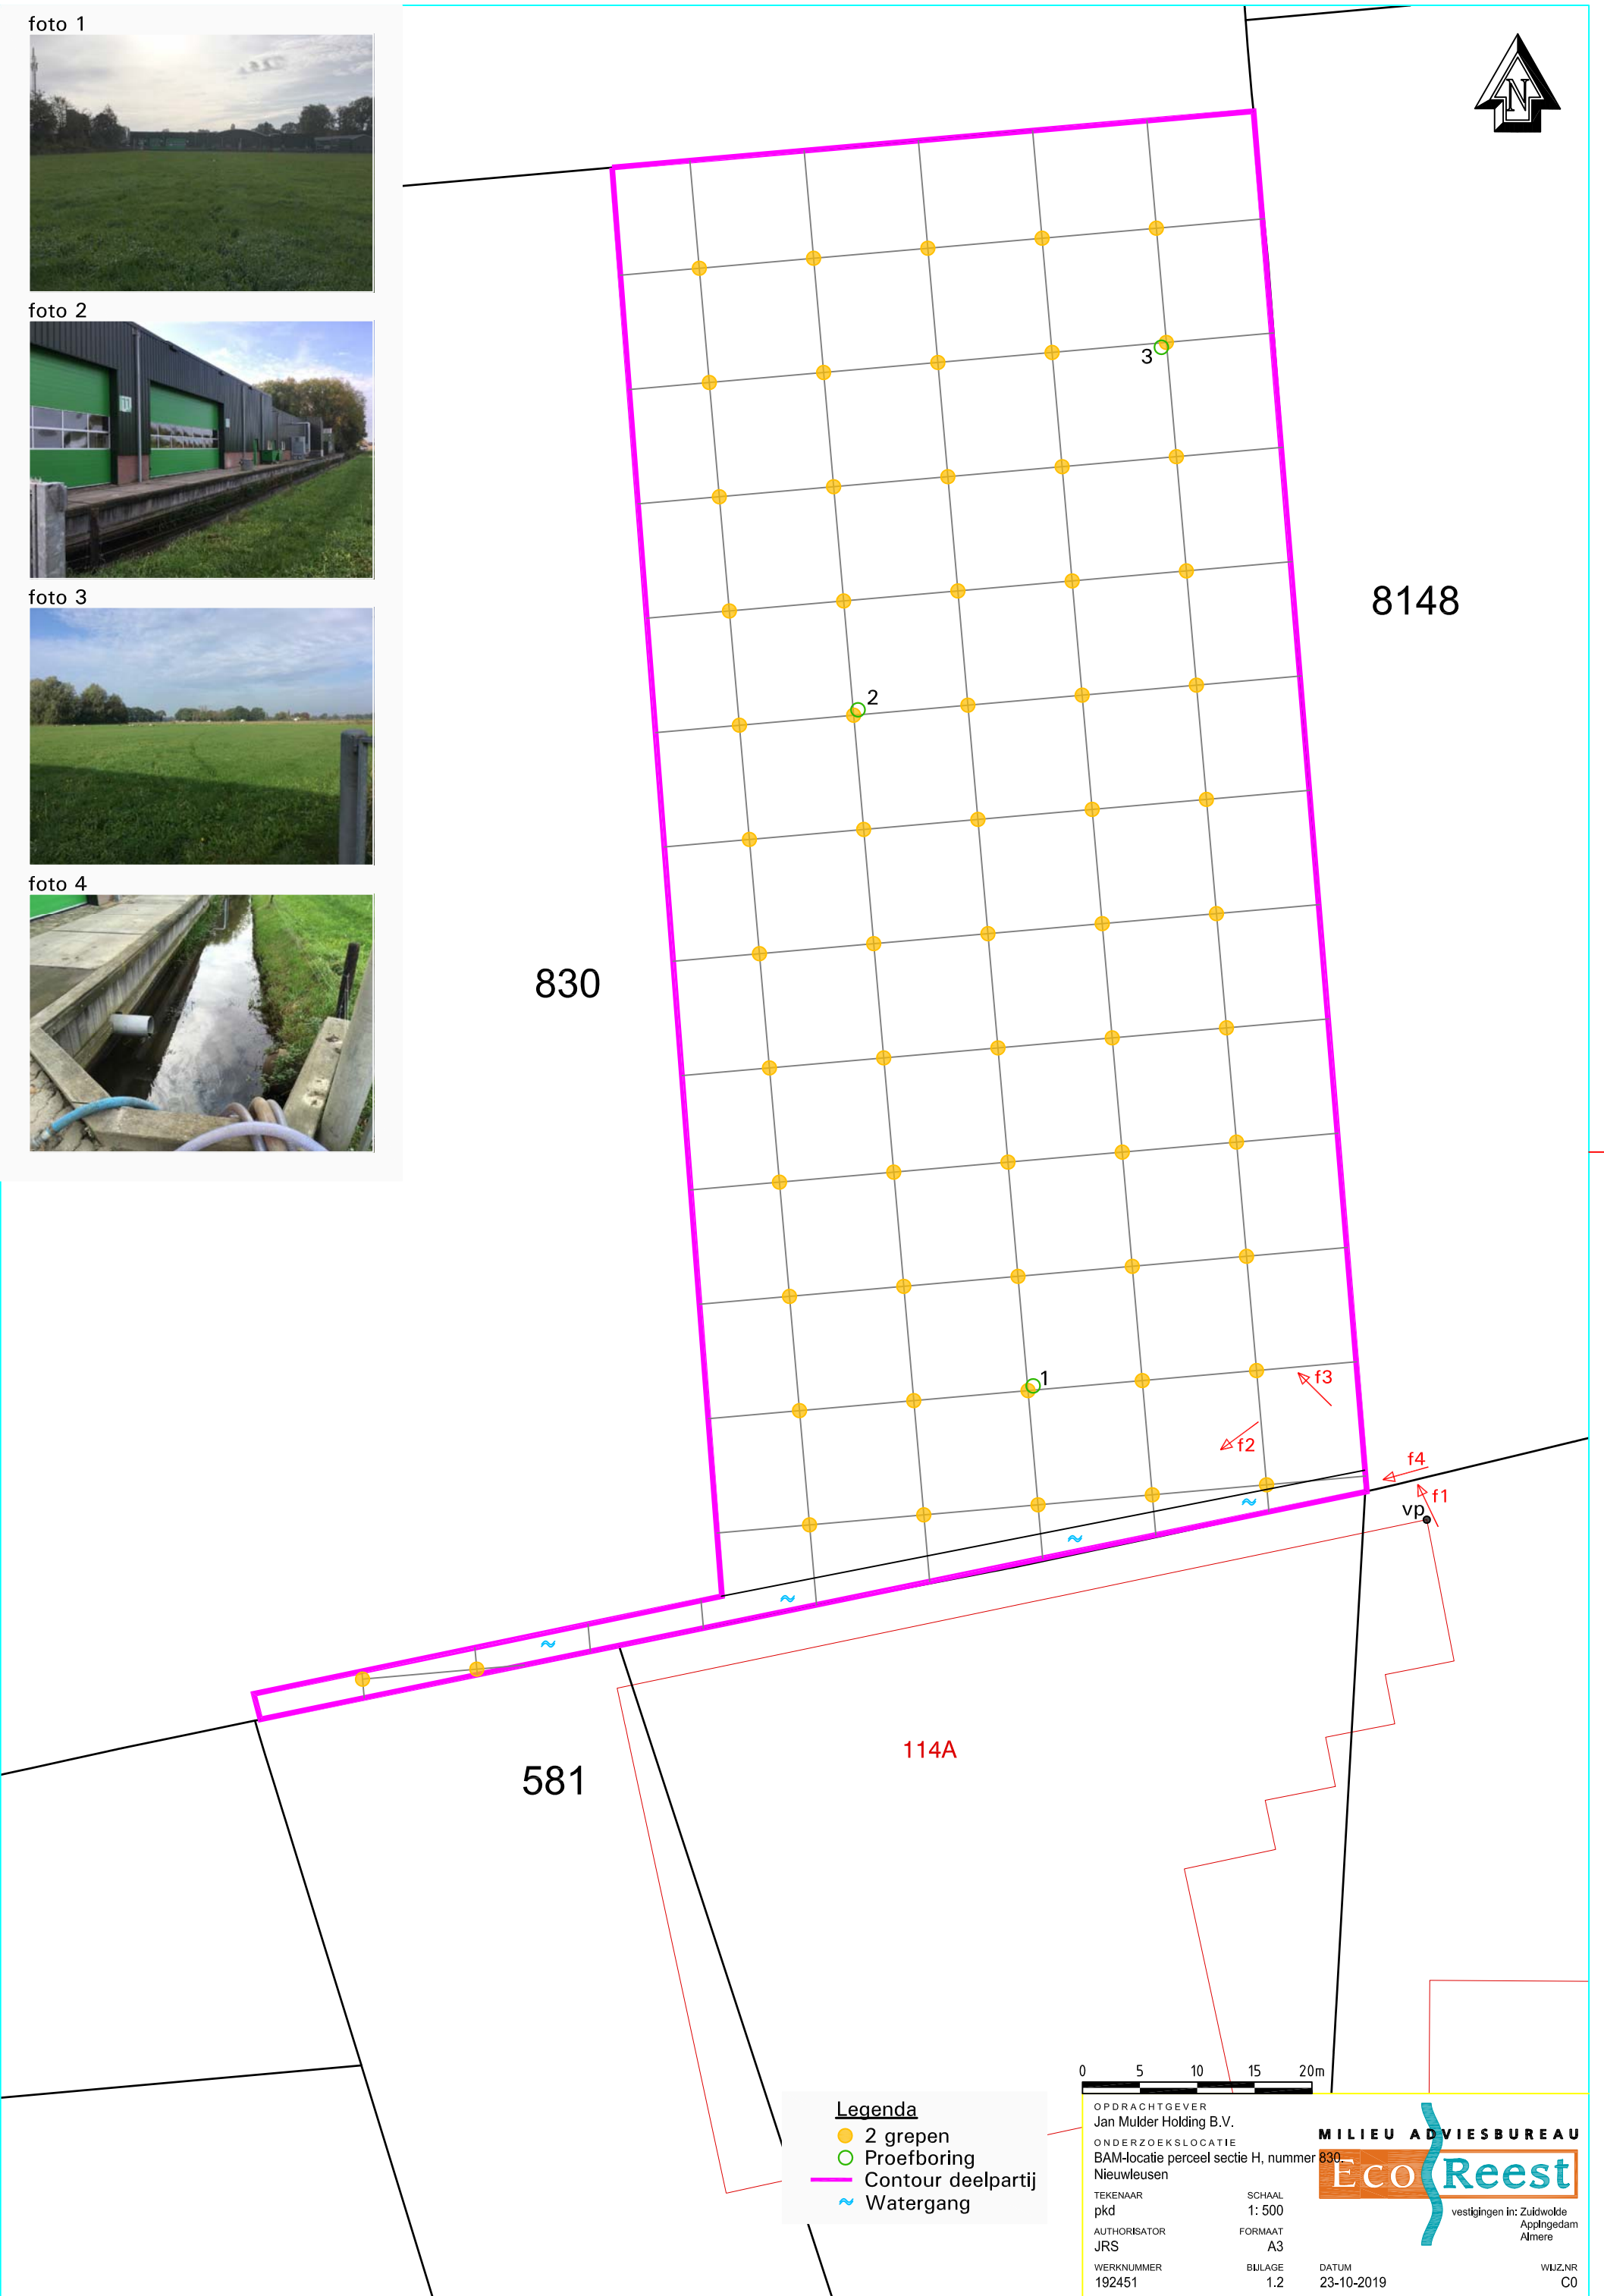 foto 1
foto 2
foto 3
foto 4
N
3
8148
2
830
1
f3
f2
f4
f1
vp
114A
581
Legenda
2 grepen
Proefboring
Contour deelpartij
Watergang
0 5 10 15 20m
OPDRACHTGEVER
Jan Mulder Holding B.V.
ONDERZOEKSLOCATIE
BAM-locatie perceel sectie H, nummer 830.
Nieuwleusen
TEKENAAR SCHAAL
pkd 1: 500
AUTHORISATOR FORMAAT
JRS A3
WERKNUMMER BIJLAGE DATUM WIJZ.NR
192451 1.2 23-10-2019 C0
MILIEU ADVIESBUREAU
Eco Reest
vestigingen in: Zuidwolde
Appingedam
Almere